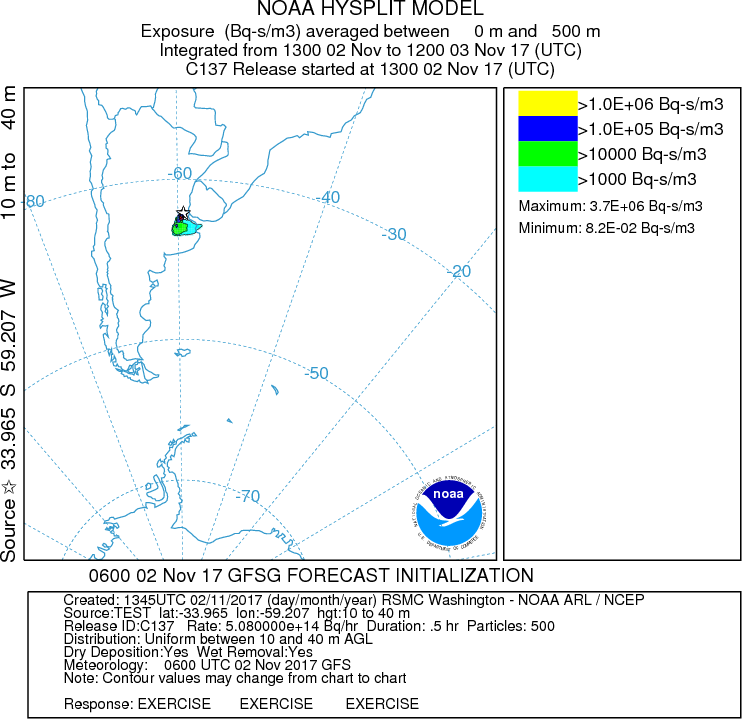 NOAA HYSPLIT MODEL
Exposure (Bq-s/m3) averaged between 0 m and 500 m
Integrated from 1300 02 Nov to 1200 03 Nov 17 (UTC)
C137 Release started at 1300 02 Nov 17 (UTC)
Source ☆ 33.965 S 59.207 W 10 m to 40 m
>1.0E+06 Bq-s/m3
>1.0E+05 Bq-s/m3
>10000 Bq-s/m3
>1000 Bq-s/m3
Maximum: 3.7E+06 Bq-s/m3
Minimum: 8.2E-02 Bq-s/m3
-60
-80
-40
-30
-20
-50
-70
noaa
0600 02 Nov 17 GFSG FORECAST INITIALIZATION
Created: 1345UTC 02/11/2017 (day/month/year) RSMC Washington - NOAA ARL / NCEP
Source:TEST lat:-33.965 lon:-59.207 hgt:10 to 40 m
Release ID:C137 Rate: 5.080000e+14 Bq/hr Duration: .5 hr Particles: 500
Distribution: Uniform between 10 and 40 m AGL
Dry Deposition:Yes Wet Removal:Yes
Meteorology: 0600 UTC 02 Nov 2017 GFS
Note: Contour values may change from chart to chart
Response: EXERCISE EXERCISE EXERCISE